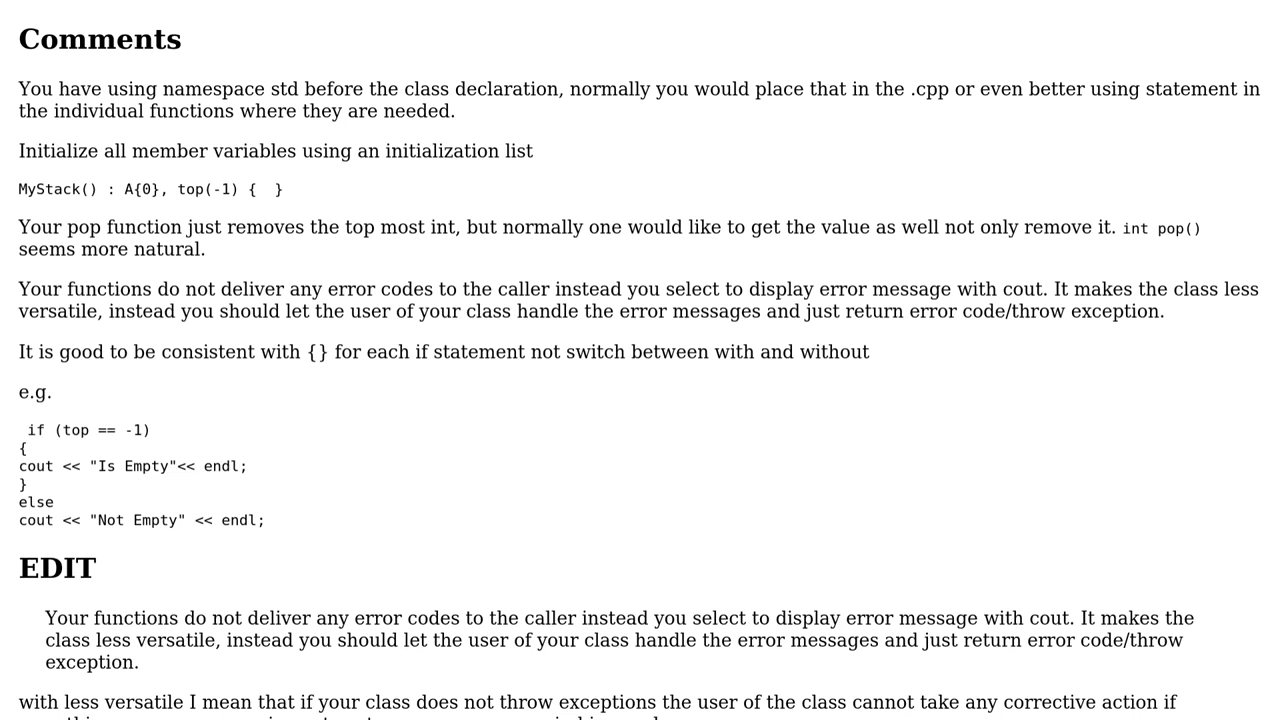 Comments
You have using namespace std before the class declaration, normally you would place that in the .cpp or even better using statement in
the individual functions where they are needed.
Initialize all member variables using an initialization list
MyStack() : A{0}, top(-1) {  }
Your pop function just removes the top most int, but normally one would like to get the value as well not only remove it. int pop()
seems more natural.
Your functions do not deliver any error codes to the caller instead you select to display error message with cout. It makes the class less
versatile, instead you should let the user of your class handle the error messages and just return error code/throw exception.
It is good to be consistent with {} for each if statement not switch between with and without
e.g.
if (top == -1)
{
cout << "Is Empty"<< endl;
}
else
cout << "Not Empty" << endl;
EDIT
Your functions do not deliver any error codes to the caller instead you select to display error message with cout. It makes the
class less versatile, instead you should let the user of your class handle the error messages and just return error code/throw
exception.
with less versatile I mean that if your class does not throw exceptions the user of the class cannot take any corrective action if